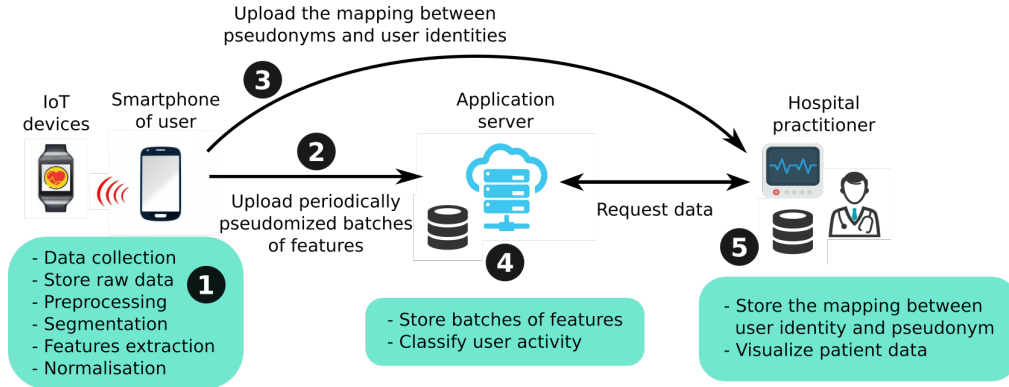 Upload the mapping between
pseudonyms and user identities
3
IoT
devices
Smartphone
of user
2
Upload periodically
pseudomized batches
of features
Application
server
Request data
Hospital
practitioner
1
- Data collection
- Store raw data
- Preprocessing
- Segmentation
- Features extraction
- Normalisation
4
- Store batches of features
- Classify user activity
5
- Store the mapping between
user identity and pseudonym
- Visualize patient data